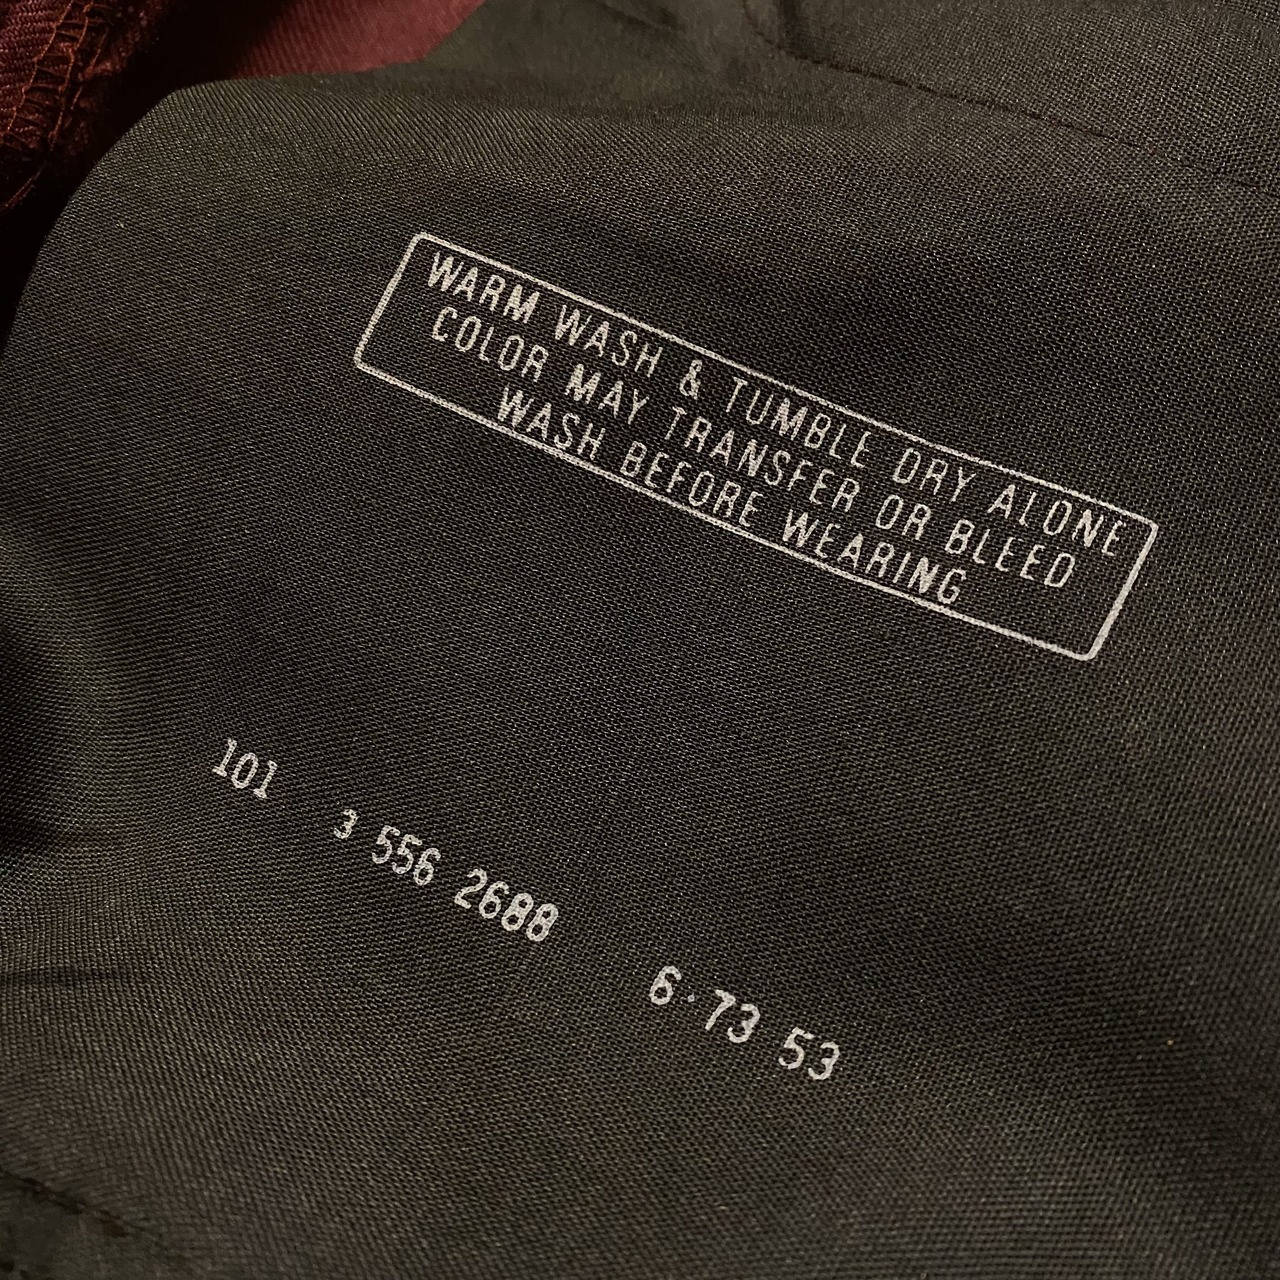 WARM WASH & TUMBLE DRY ALONE
COLOR MAY TRANSFER OR BLEED
WASH BEFORE WEARING
101 3 556 2688 6·73 53